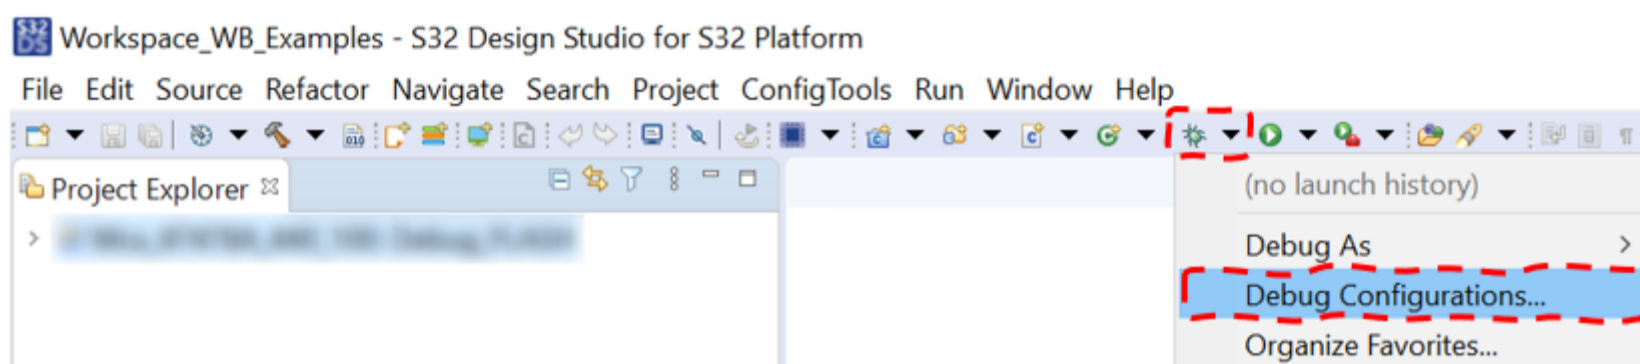 S32
DS
Workspace_WB_Examples - S32 Design Studio for S32 Platform
File Edit Source Refactor Navigate Search Project ConfigTools Run Window Help
010
Project Explorer
(no launch history)
Debug As
Debug Configurations...
Organize Favorites...